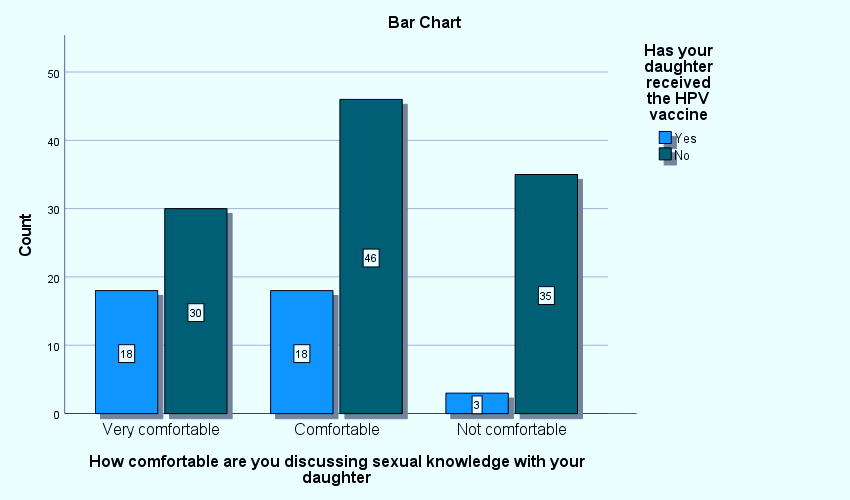 Bar Chart
Has your
daughter
received
the HPV
vaccine
Yes
No
Count
50
40
30
20
10
0
18
30
18
46
3
35
Very comfortable
Comfortable
Not comfortable
How comfortable are you discussing sexual knowledge with your
daughter